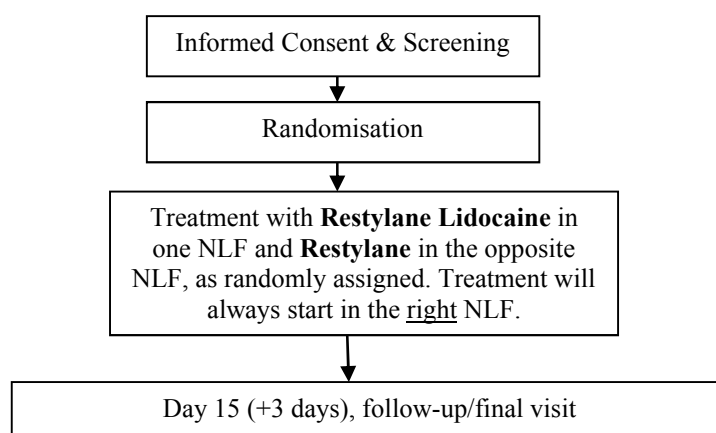 Informed Consent & Screening
Randomisation
Treatment with Restylane Lidocaine in
one NLF and Restylane in the opposite
NLF, as randomly assigned. Treatment will
always start in the right NLF.
Day 15 (+3 days), follow-up/final visit